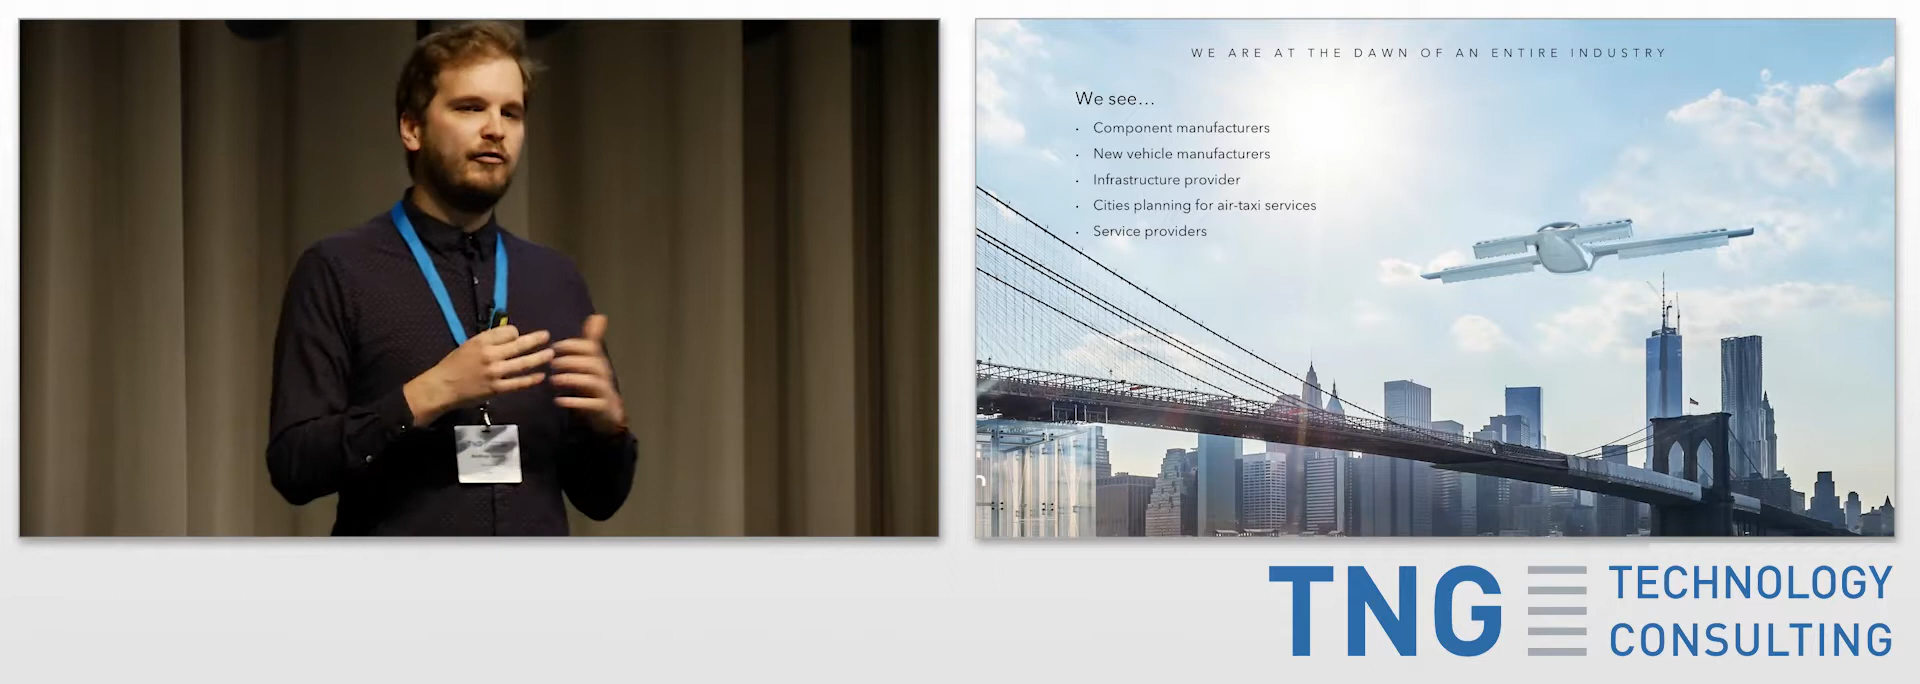 WE ARE AT THE DAWN OF AN ENTIRE INDUSTRY
We see...
· Component manufacturers
· New vehicle manufacturers
· Infrastructure provider
· Cities planning for air-taxi services
· Service providers
TNG TECHNOLOGY
CONSULTING